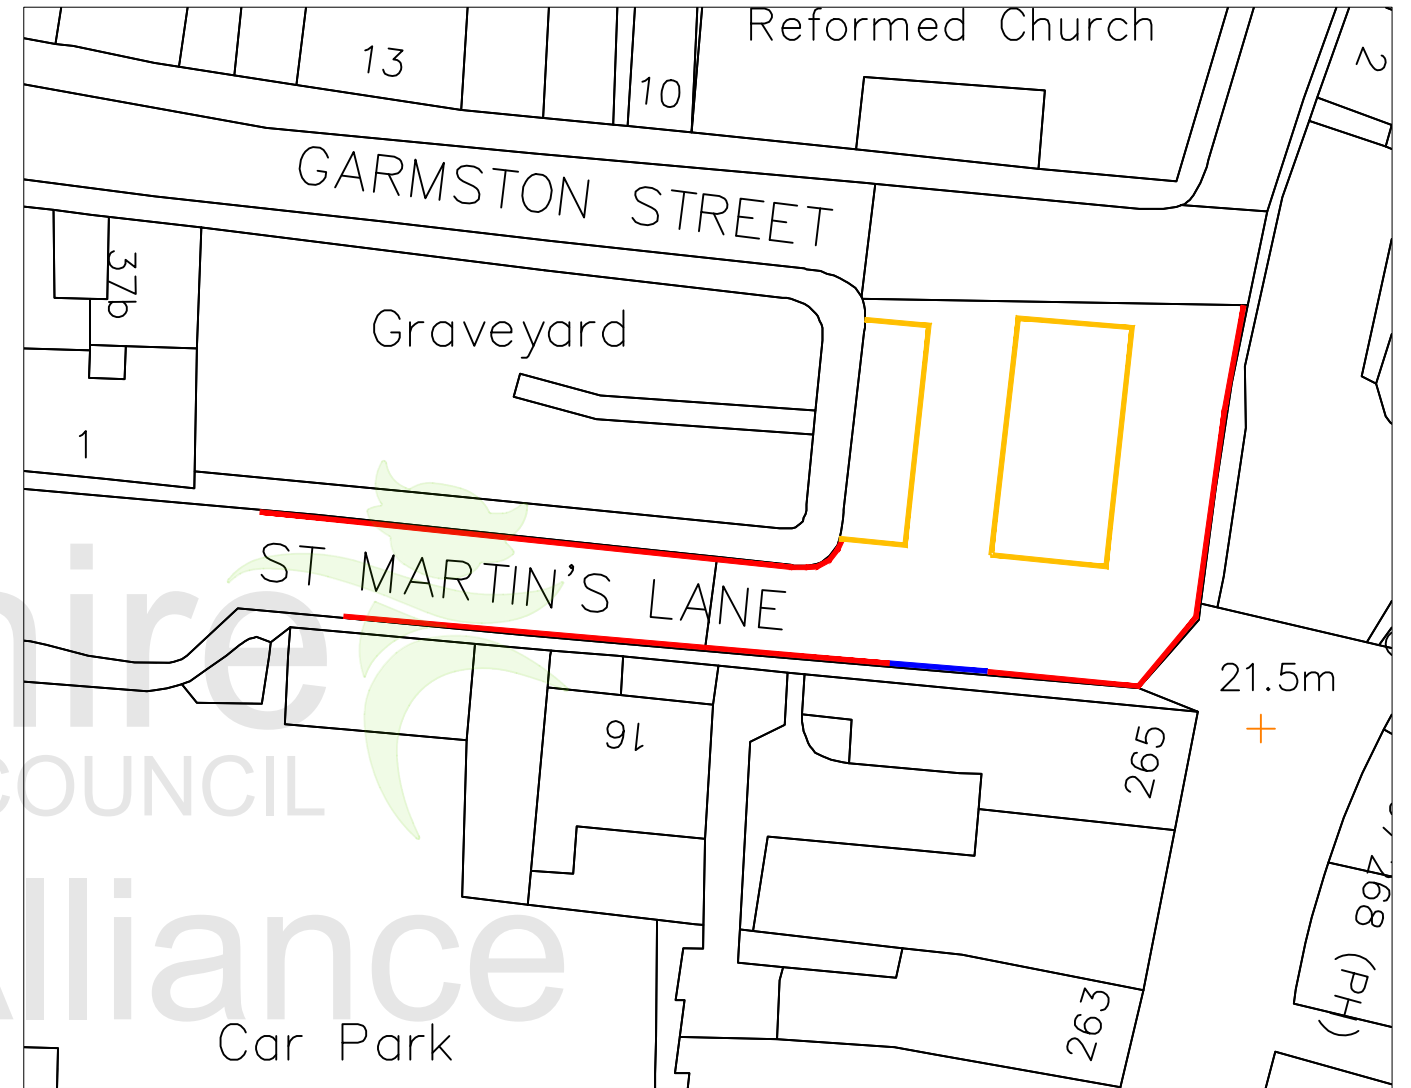 Reformed Church
2
13
10
GARMSTON STREET
37b
Graveyard
1
ST MARTIN'S LANE
21.5m
16
265
268 (PH)
263
Car Park
hire
COUNCIL
Alliance